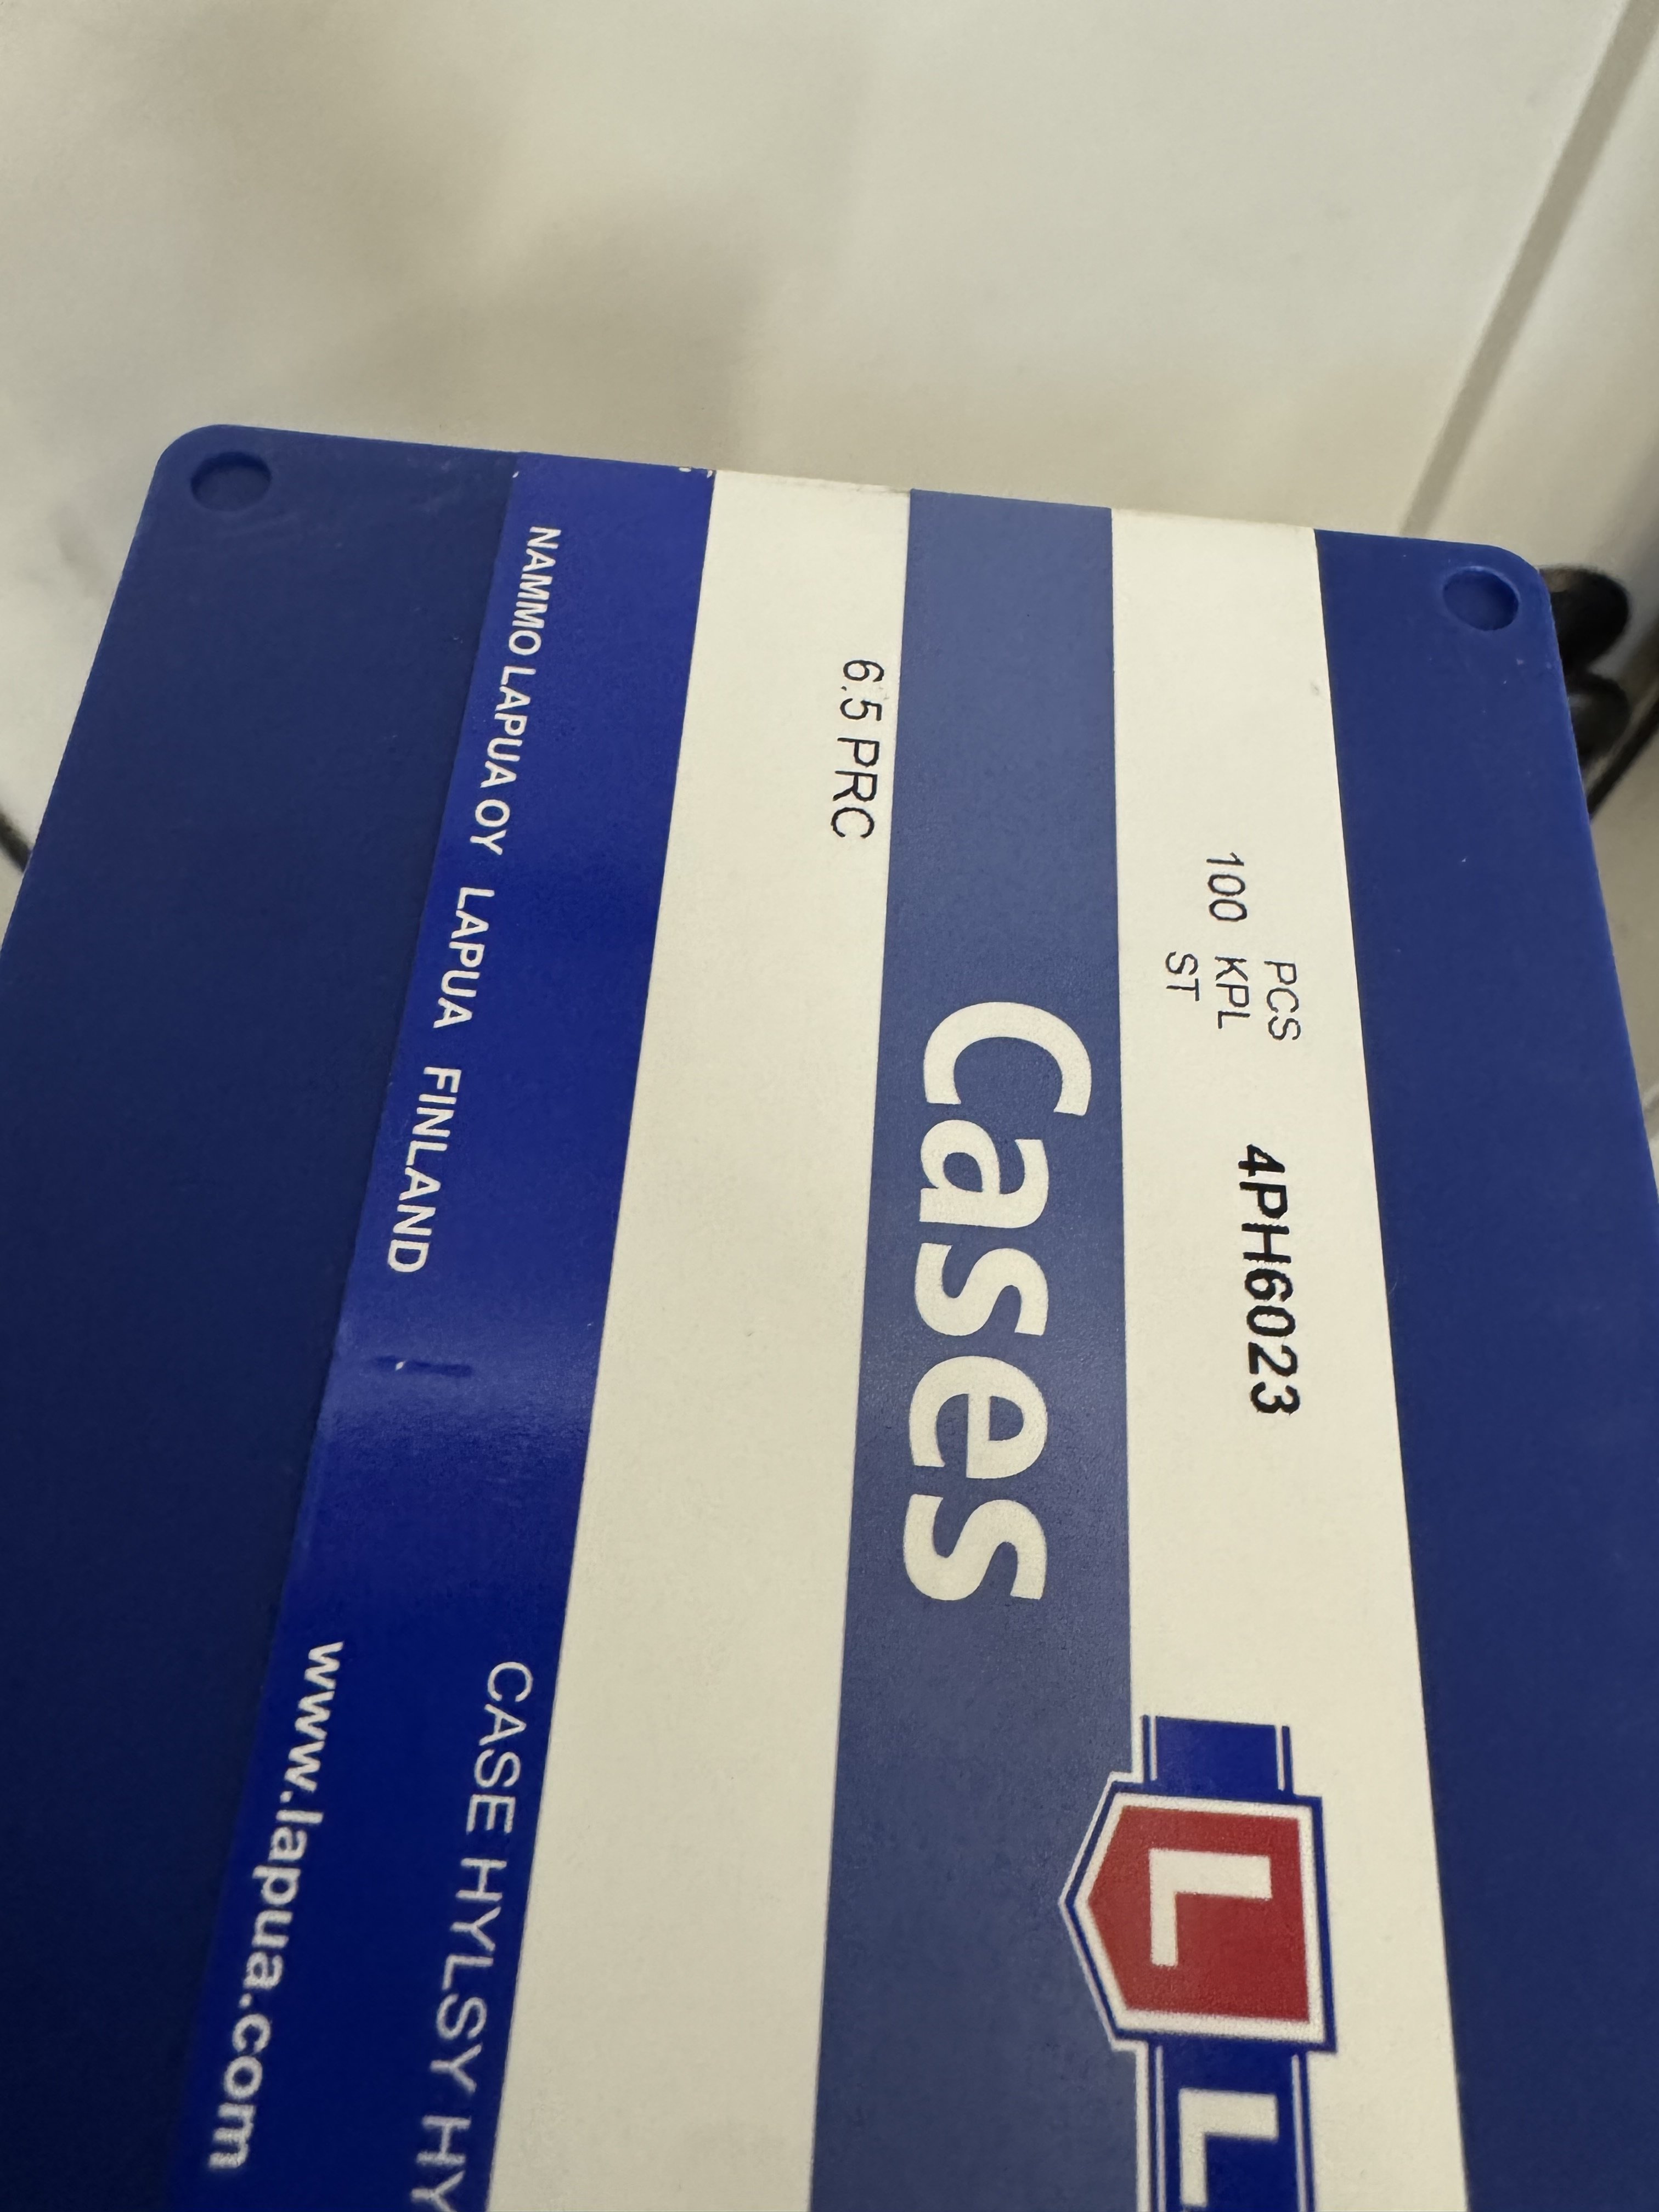 PCS
100 KPL
ST
4PH6023
L
L
Cases
6.5 PRC
CASE HYLSY HY
NAMMO LAPUA OY LAPUA FINLAND
www.lapua.com